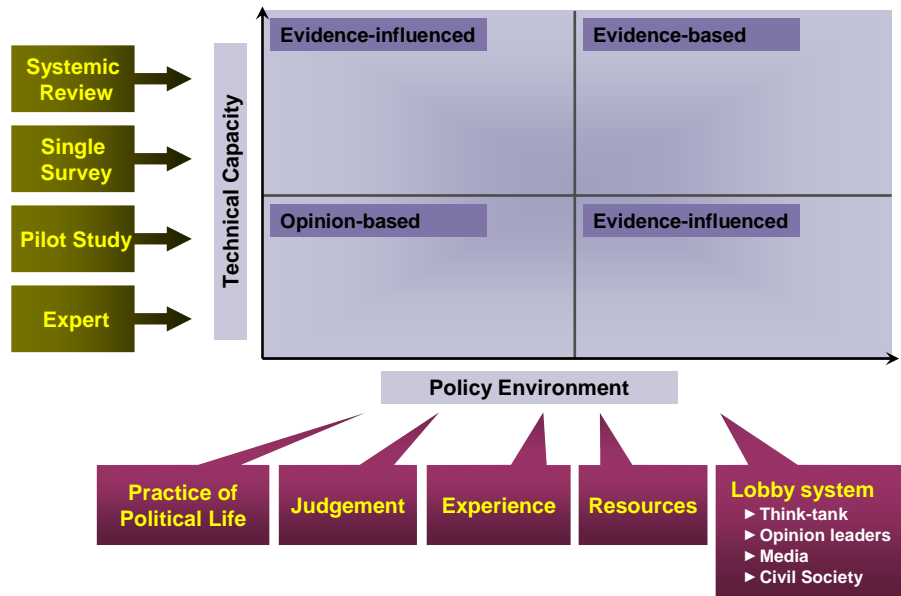 Evidence-influenced
Evidence-based
Systemic
Review
Single
Survey
Pilot Study
Expert
Technical Capacity
Opinion-based
Evidence-influenced
Policy Environment
Practice of
Political Life
Judgement
Experience
Resources
Lobby system
► Think-tank
► Opinion leaders
► Media
► Civil Society